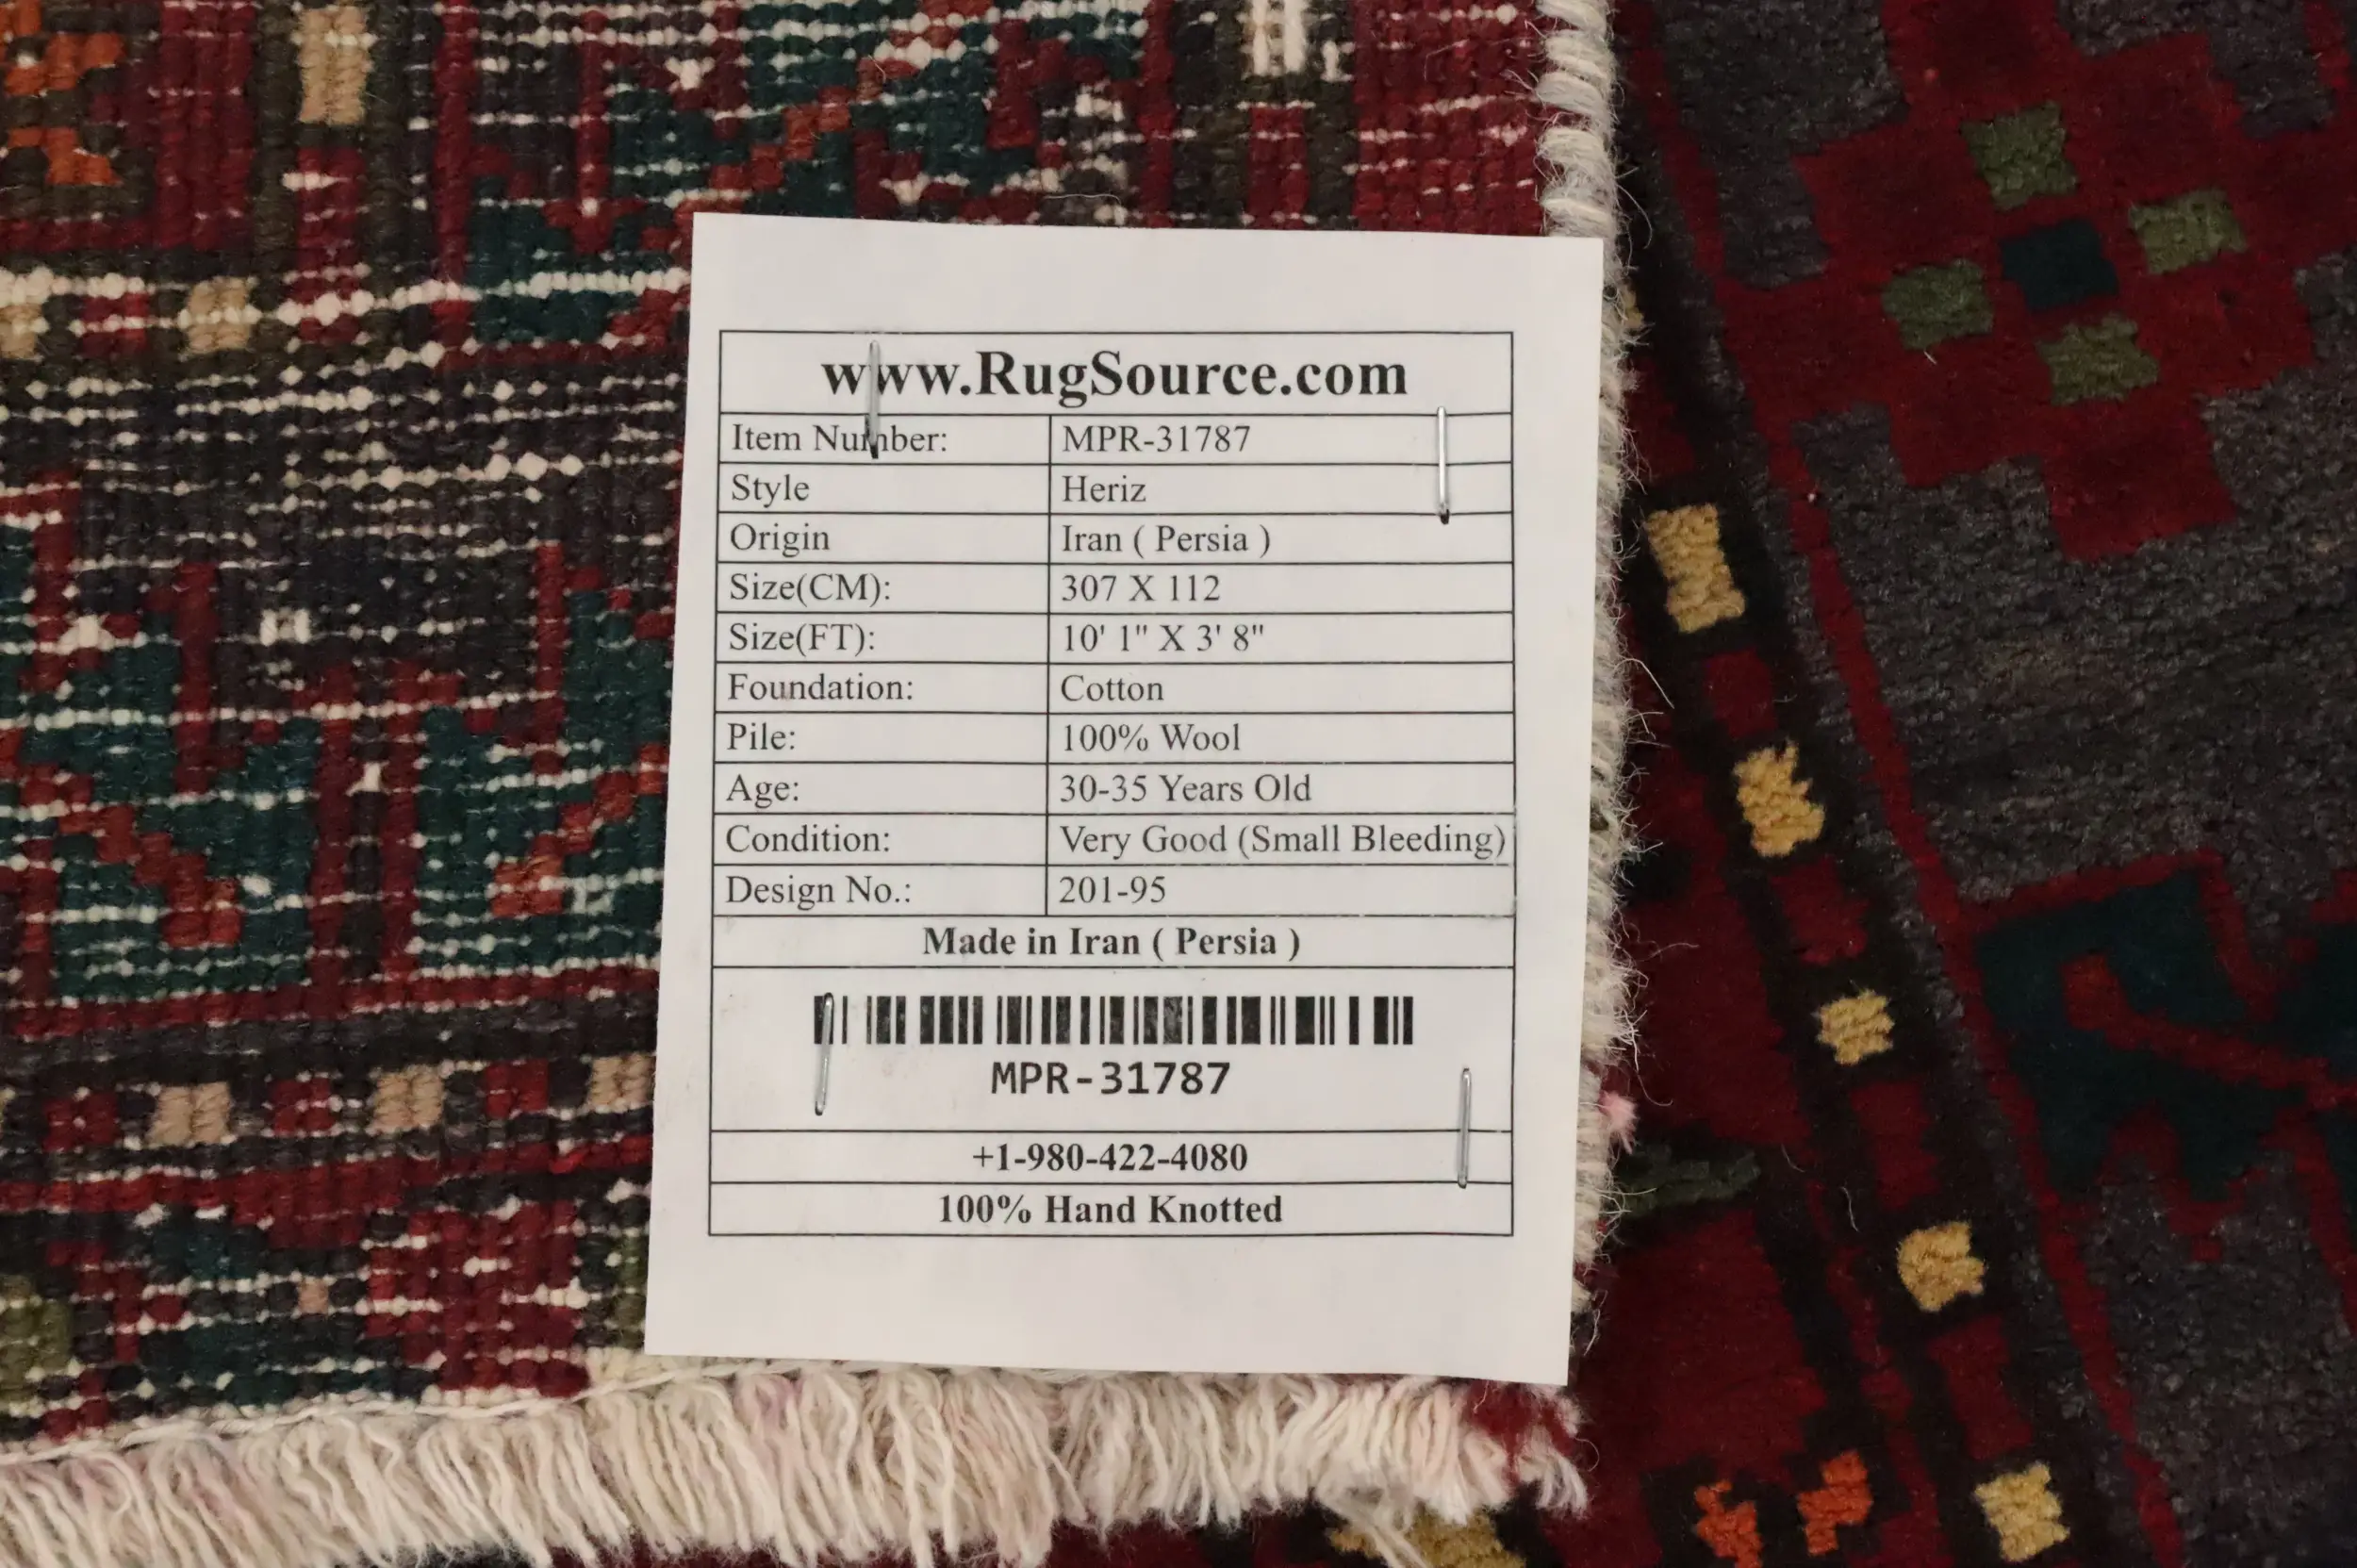 www.RugSource.com
Item Number: MPR-31787
Style Heriz
Origin Iran ( Persia )
Size(CM): 307 X 112
Size(FT): 10' 1" X 3' 8"
Foundation: Cotton
Pile: 100% Wool
Age: 30-35 Years Old
Condition: Very Good (Small Bleeding)
Design No.: 201-95
Made in Iran ( Persia )
MPR-31787
+1-980-422-4080
100% Hand Knotted